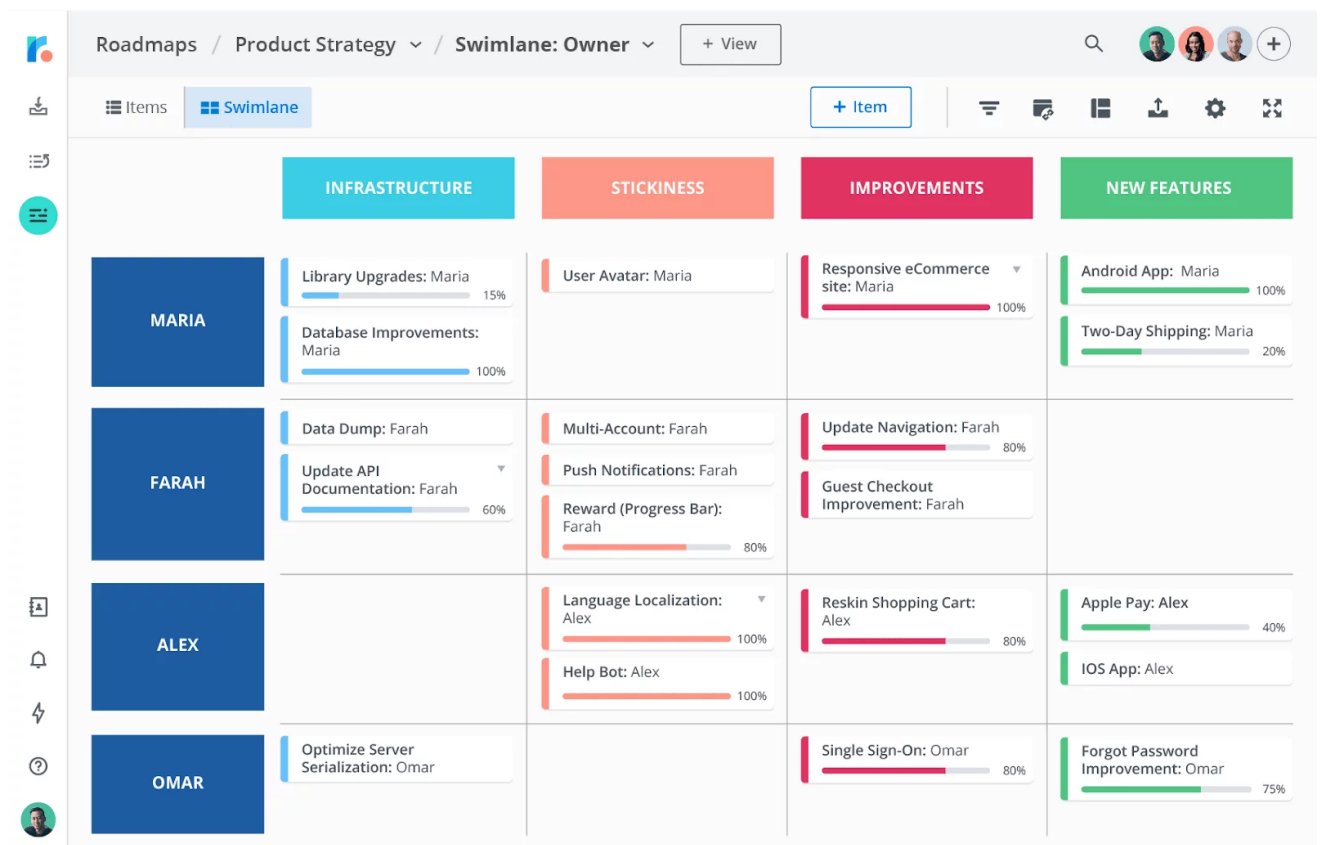 Roadmaps / Product Strategy / Swimlane: Owner + View
Items Swimlane + Item
INFRASTRUCTURE STICKINESS IMPROVEMENTS NEW FEATURES
MARIA
Library Upgrades: Maria
15%
Database Improvements:
Maria
100%
User Avatar: Maria
Responsive eCommerce
site: Maria
100%
Android App: Maria
100%
Two-Day Shipping: Maria
20%
FARAH
Data Dump: Farah
Update API
Documentation: Farah
60%
Multi-Account: Farah
Push Notifications: Farah
Reward (Progress Bar):
Farah
80%
Update Navigation: Farah
80%
Guest Checkout
Improvement: Farah
ALEX
Language Localization:
Alex
100%
Help Bot: Alex
100%
Reskin Shopping Cart:
Alex
80%
Apple Pay: Alex
40%
IOS App: Alex
OMAR
Optimize Server
Serialization: Omar
Single Sign-On: Omar
80%
Forgot Password
Improvement: Omar
75%